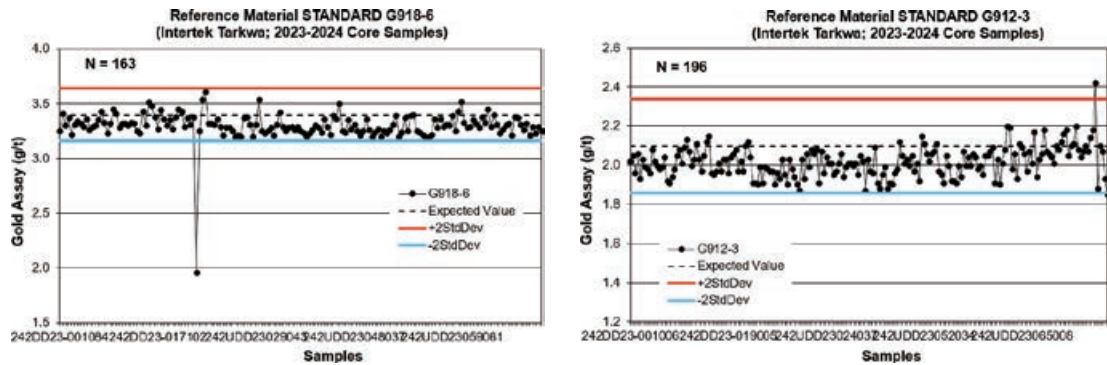 Reference Material STANDARD G918-6
(Intertek Tarkwa; 2023-2024 Core Samples)
N = 163
Gold Assay (g/t)
4.0
3.5
3.0
2.5
2.0
1.5
G918-6
Expected Value
+2StdDev
-2StdDev
Samples
Reference Material STANDARD G912-3
(Intertek Tarkwa; 2023-2024 Core Samples)
N = 196
Gold Assay (g/t)
2.6
2.4
2.2
2.0
1.8
1.6
1.4
1.2
G912-3
Expected Value
+2StdDev
-2StdDev
Samples